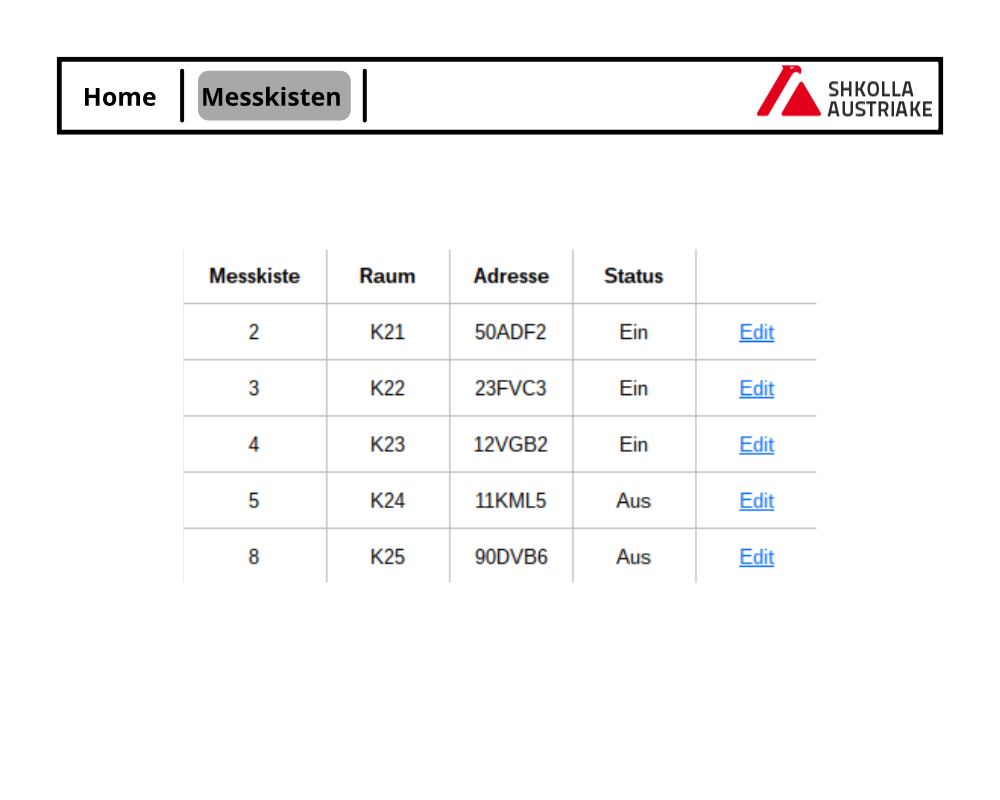 Home Messkisten SHKOLLA
AUSTRIAKE
Messkiste Raum Adresse Status
2 K21 50ADF2 Ein Edit
3 K22 23FVC3 Ein Edit
4 K23 12VGB2 Ein Edit
5 K24 11KML5 Aus Edit
8 K25 90DVB6 Aus Edit